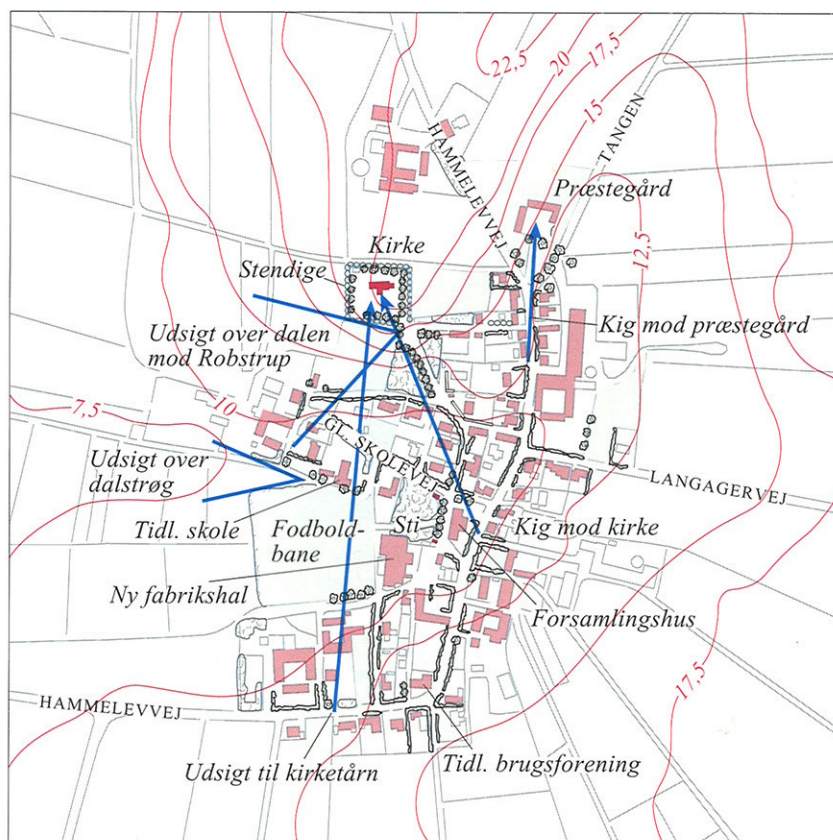 22,5
20
17,5
15
HAMMELEVVEJ
TANGEN
Præstegård
Kirke
12,5
Stendige
Udsigt over dalen
mod Robstrup
Kig mod præstegård
7,5
10
GL. SKOLEVEJ
Udsigt over
dalstrøg
LANGAGERVEJ
Tidl. skole
Fodbold-
bane
Sti
Kig mod kirke
Ny fabrikshal
Forsamlingshus
17,5
HAMMELEVVEJ
Udsigt til kirketårn
Tidl. brugsforening